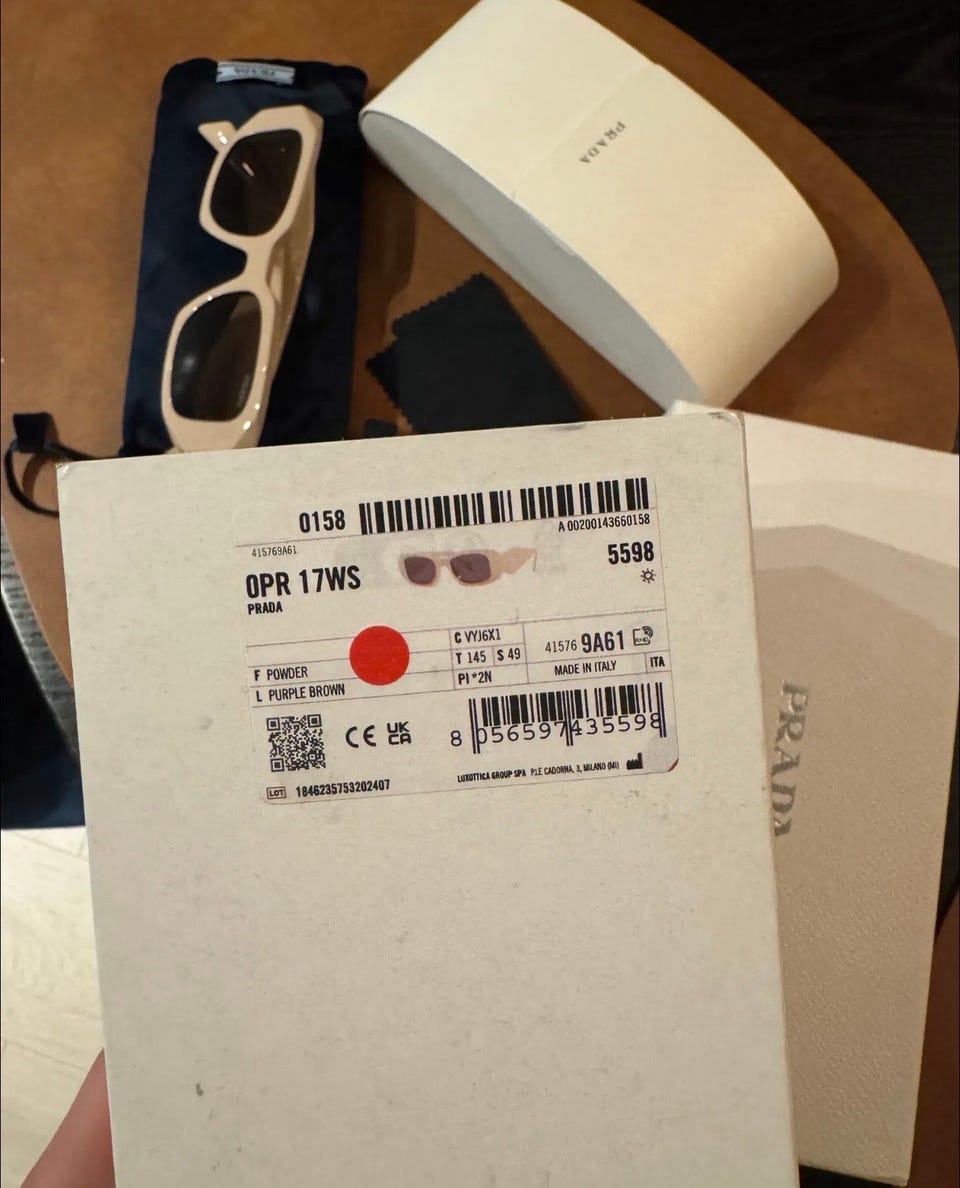 PRADA
PRADA
0158
A 00200143660158
415769A61
0PR 17WS
PRADA
5598
C VYJ6X1
T 145 S 49
PI*2N
41576 9A61
MADE IN ITALY
ITA
F POWDER
L PURPLE BROWN
CE UK CA
8 056597 435598
LOT 1846235753202407
LUXOTTICA GROUP SPA P.LE CADORNA, 3, MILANO (MI)
PRADA